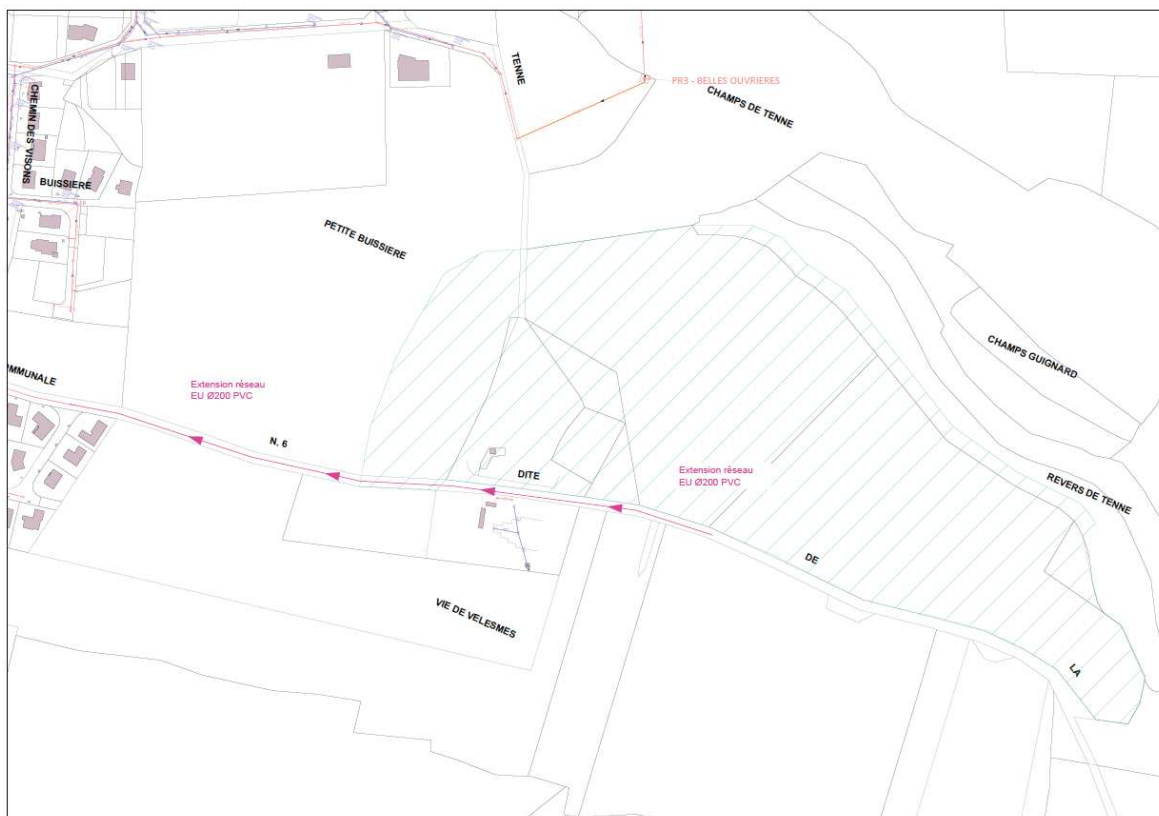 TENNE
PR3 - BELLES OUVRIERES
CHAMPS DE TENNE
CHEMIN DES VISONS
BUISSIERE
PETITE BUISSIERE
CHAMPS GUIGNARD
OMMUNALE
Extension réseau
EU Ø200 PVC
N. 6
DITE
Extension réseau
EU Ø200 PVC
REVERS DE TENNE
DE
VIE DE VELESMES
LA